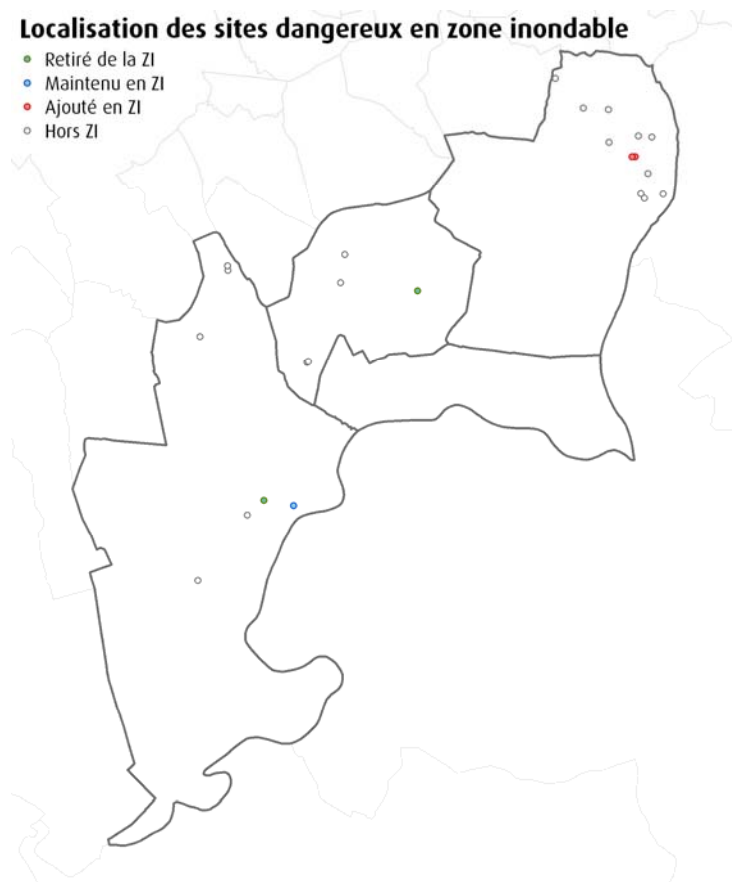 Localisation des sites dangereux en zone inondable
Retiré de la ZI
Maintenu en ZI
Ajouté en ZI
Hors ZI